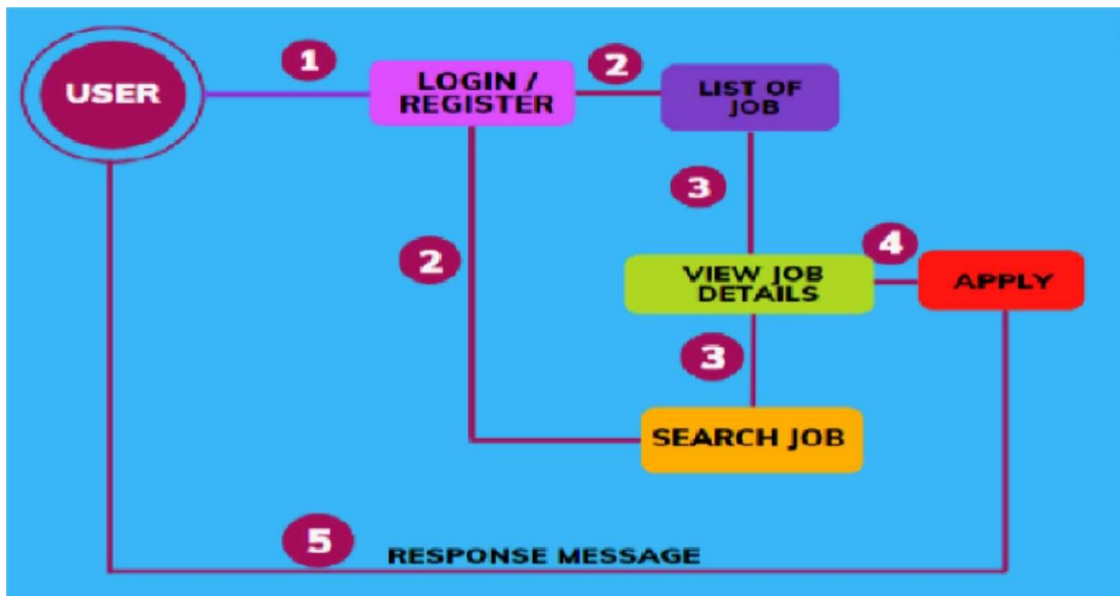 USER
1
LOGIN /
REGISTER
2
LIST OF
JOB
3
2
VIEW JOB
DETAILS
4
APPLY
3
SEARCH JOB
5
RESPONSE MESSAGE